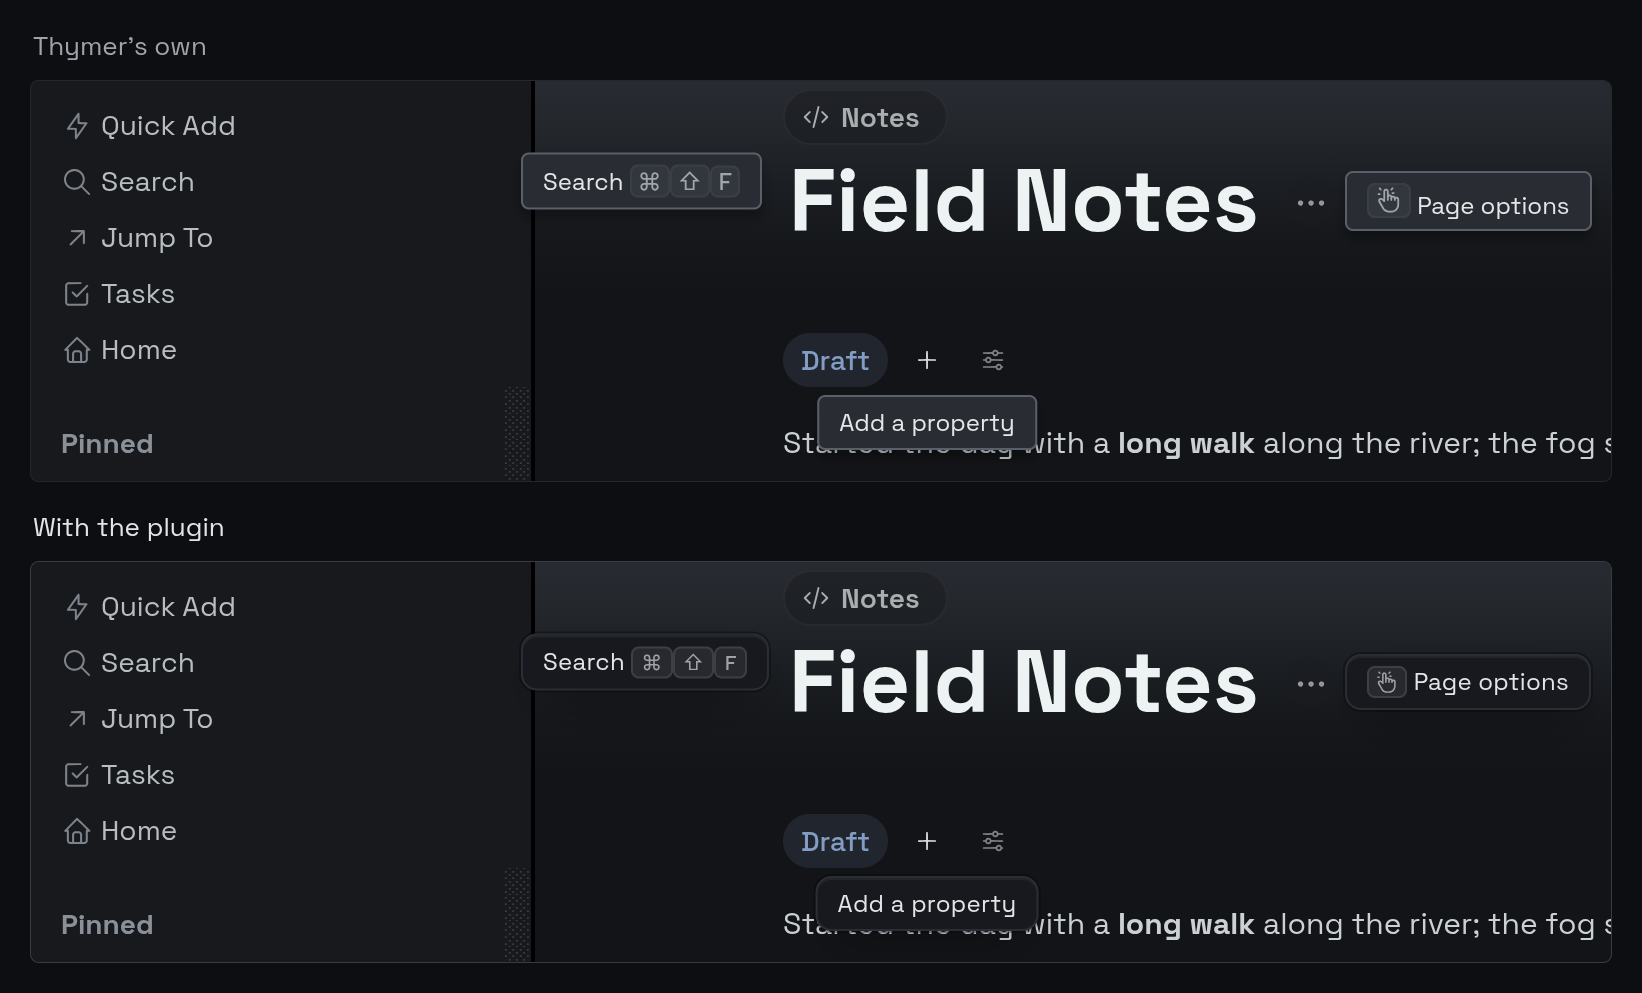 Thymer's own
Quick Add
Search
Jump To
Tasks
Home
Pinned
Search ⌘ ⇧ F
</> Notes
Field Notes
Page options
Draft
Add a property
with a long walk along the river; the fog
With the plugin
Quick Add
Search
Jump To
Tasks
Home
Pinned
Search ⌘ ⇧ F
</> Notes
Field Notes
Page options
Draft
Add a property
with a long walk along the river; the fog